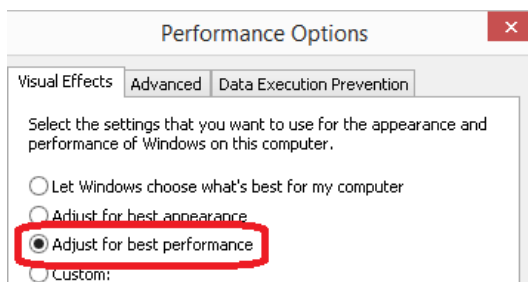 Performance Options
Visual Effects Advanced Data Execution Prevention
Select the settings that you want to use for the appearance and
performance of Windows on this computer.
Let Windows choose what's best for my computer
Adjust for best appearance
Adjust for best performance
Custom: